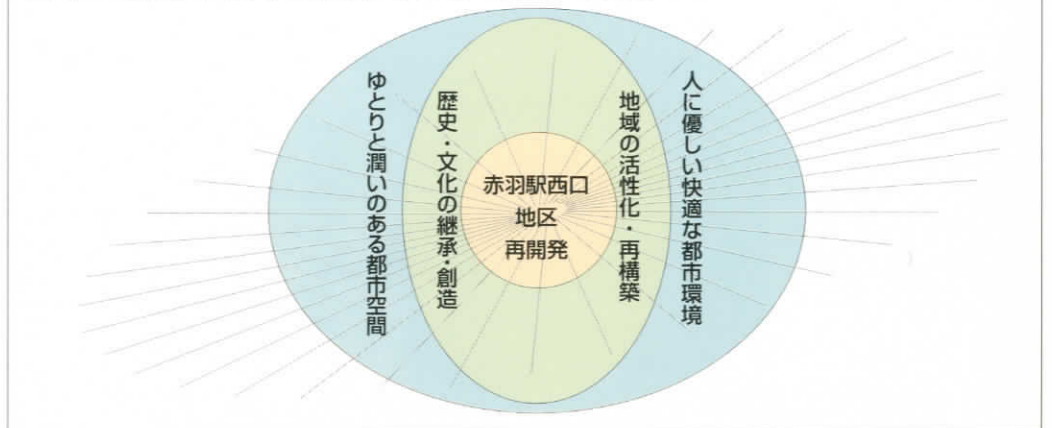 人に優しい快適な都市環境
地域の活性化・再構築
赤羽駅西口
地区
再開発
歴史・文化の継承・創造
ゆとりと潤いのある都市空間